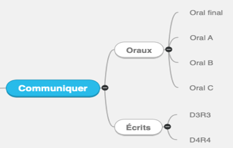 Oral final
Oral A
Oraux
Oral B
Oral C
Communiquer
D3R3
Écrits
D4R4